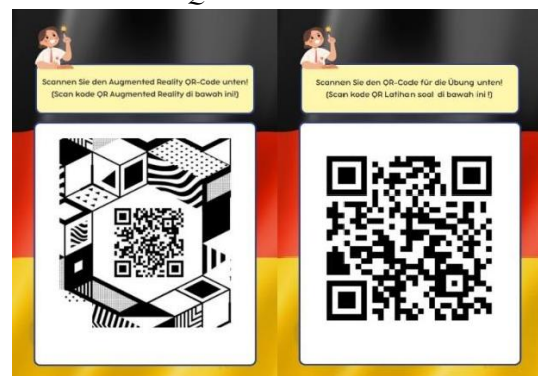 Scannen Sie den Augmented Reality QR-Code unten!
(Scan kode QR Augmented Reality di bawah ini!)
Scannen Sie den QR-Code für die Übung unten!
(Scan kode QR Latihan soal di bawah ini !)